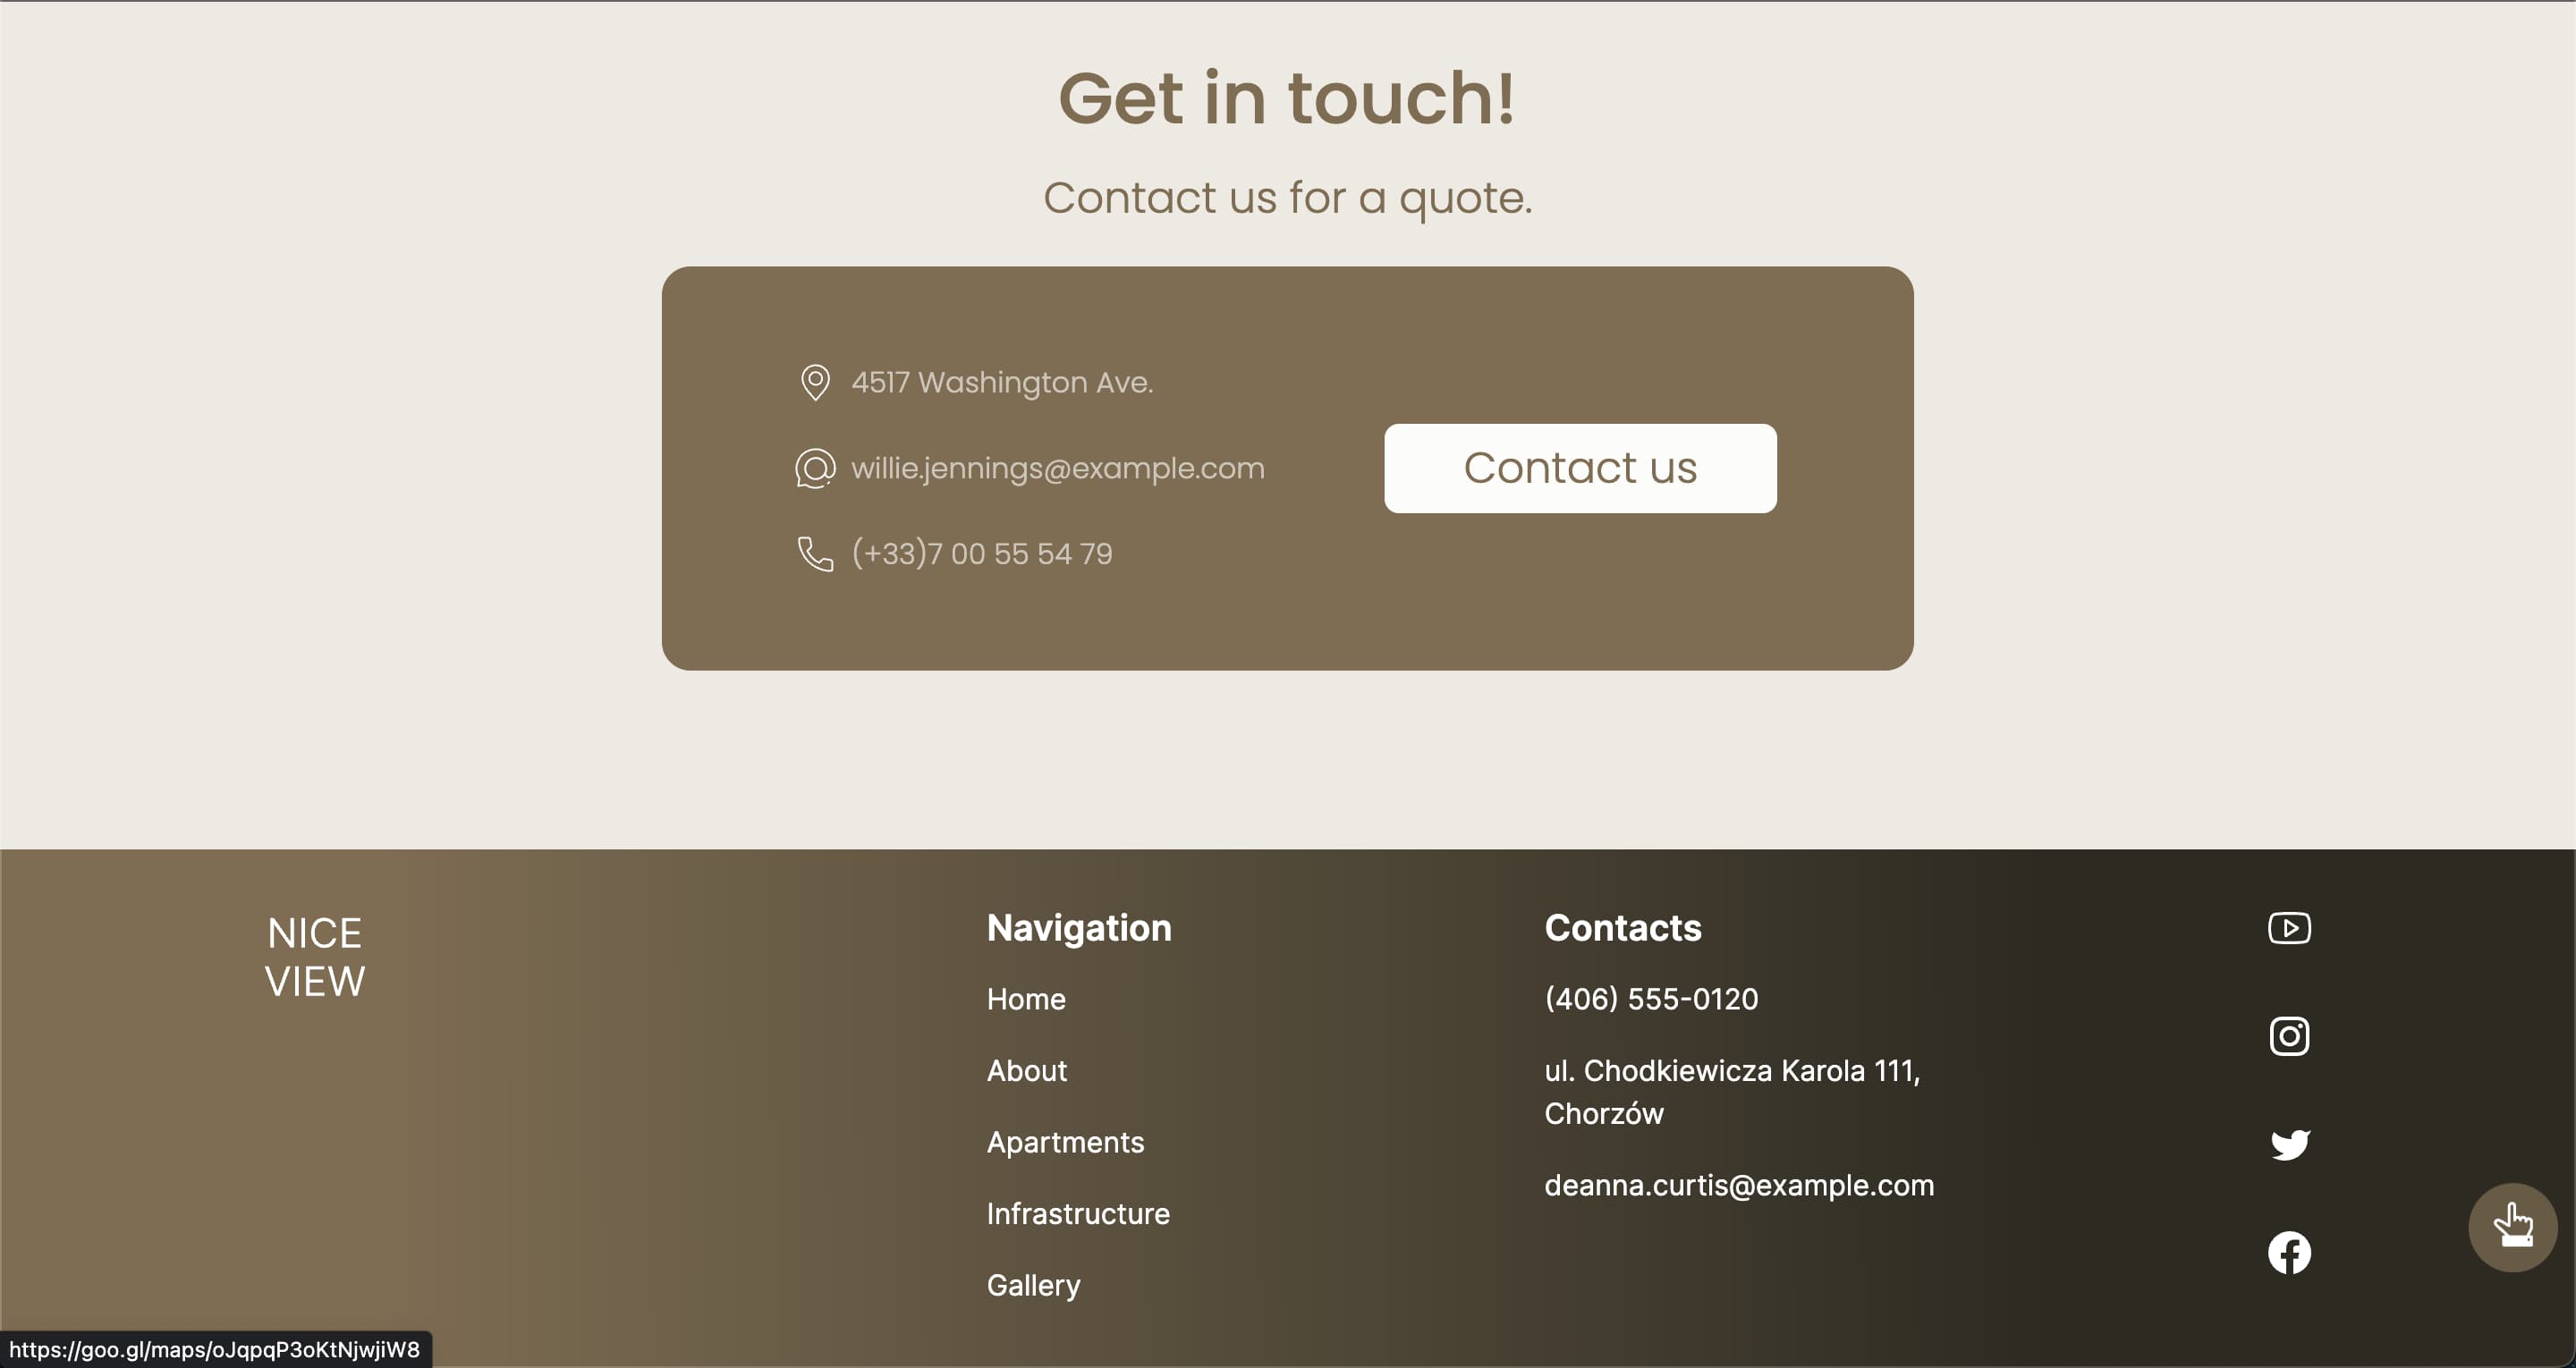 Get in touch!
Contact us for a quote.
4517 Washington Ave.
willie.jennings@example.com
(+33)7 00 55 54 79
Contact us
NICE
VIEW
Navigation
Home
About
Apartments
Infrastructure
Gallery
Contacts
(406) 555-0120
ul. Chodkiewicza Karola 111,
Chorzów
deanna.curtis@example.com
https://goo.gl/maps/oJqpqP3oKtNjwjiW8